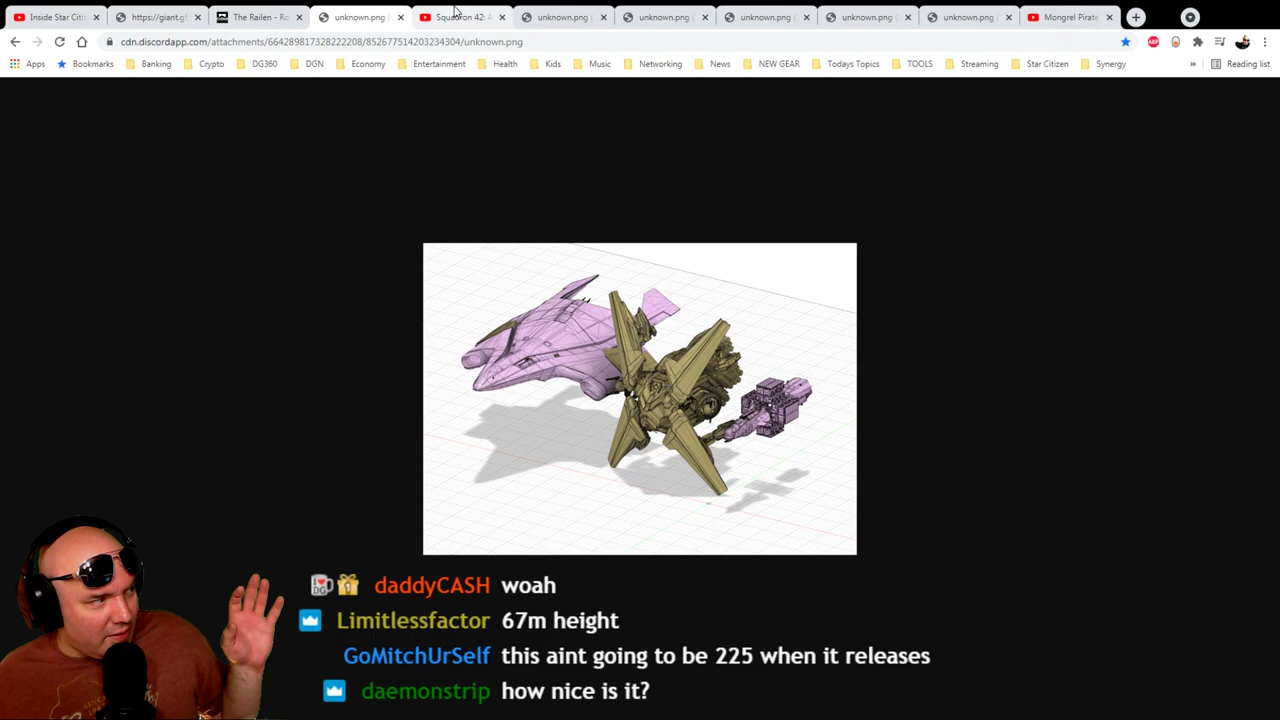 Inside Star Citi
https://giant.g
The Railen - Ro
unknown.png (
Squadron 42: A
unknown.png (
unknown.png (
unknown.png (
unknown.png (
unknown.png (
Mongrel Pirate
cdn.discordapp.com/attachments/664289817328222208/852677514203234304/unknown.png
ABP
Apps Bookmarks Banking Crypto DG360 DGN Economy Entertainment Health Kids Music Networking News NEW GEAR Todays Topics TOOLS Streaming Star Citizen Synergy » Reading list
daddyCASH woah
Limitlessfactor 67m height
GoMitchUrSelf this aint going to be 225 when it releases
daemonstrip how nice is it?